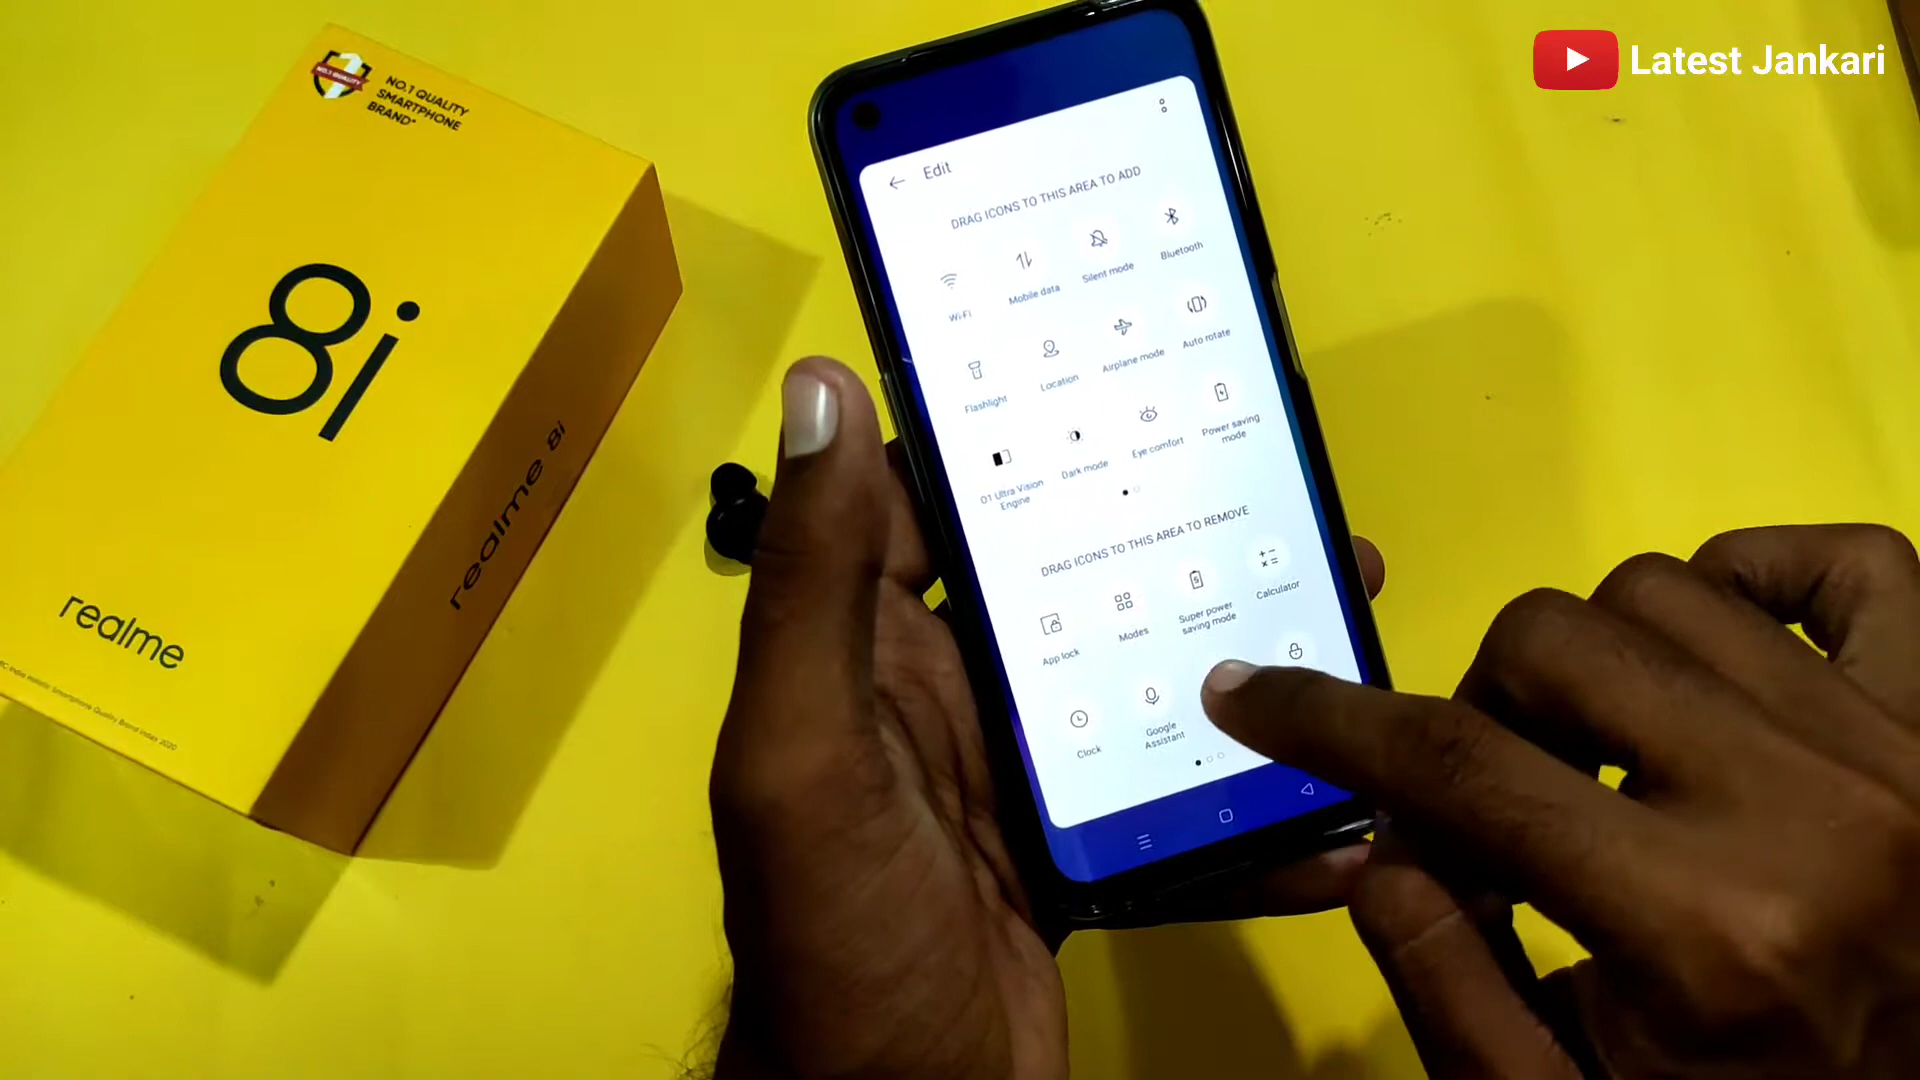 Latest Jankari
NO.1 QUALITY
NO.1 QUALITY
SMARTPHONE
BRAND*
8i
realme
realme 8i
Edit
DRAG ICONS TO THIS AREA TO ADD
Wi-Fi
Mobile data
Silent mode
Bluetooth
Flashlight
Location
Airplane mode
Auto rotate
O1 Ultra Vision
Engine
Dark mode
Eye comfort
Power saving
mode
DRAG ICONS TO THIS AREA TO REMOVE
App lock
Modes
Super power
saving mode
Calculator
Clock
Google
Assistant